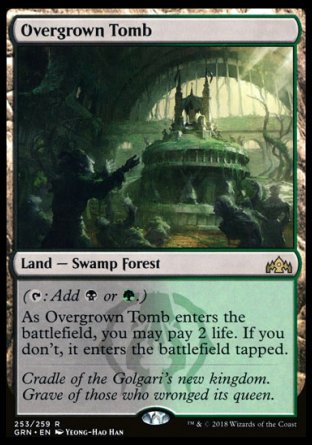 Overgrown Tomb
Land — Swamp Forest
(: Add or .)
As Overgrown Tomb enters the
battlefield, you may pay 2 life. If you
don't, it enters the battlefield tapped.
Cradle of the Golgari's new kingdom.
Grave of those who wronged its queen.
253/259 R
GRN • EN Yeong-Hao Han
™ & © 2018 Wizards of the Coast